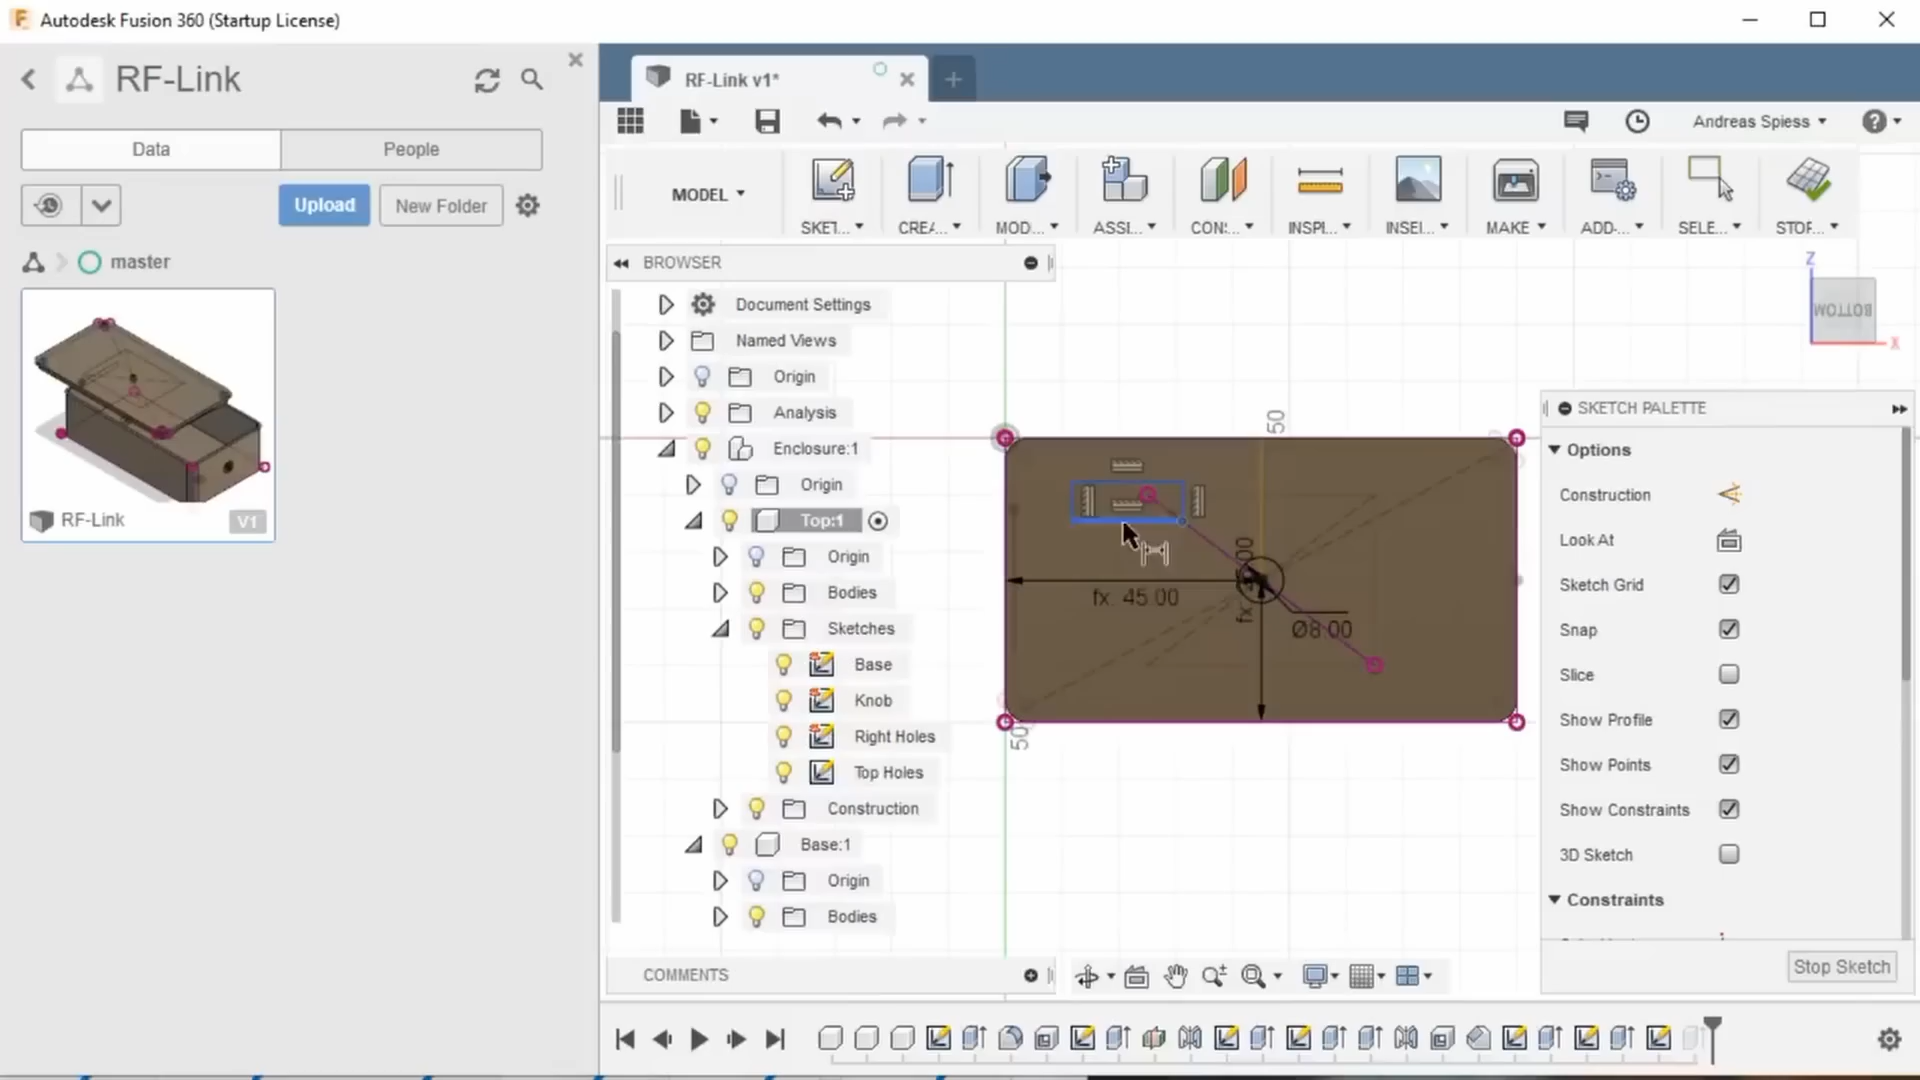 Autodesk Fusion 360 (Startup License)
RF-Link
Data
People
Upload
New Folder
master
RF-Link
V1
RF-Link v1*
Andreas Spiess
MODEL
SKET...
CREA...
MOD...
ASSI...
CON:...
INSPI...
INSEI...
MAKE
ADD-...
SELE...
STOF...
BROWSER
Document Settings
Named Views
Origin
Analysis
Enclosure:1
Origin
Top:1
Origin
Bodies
Sketches
Base
Knob
Right Holes
Top Holes
Construction
Base:1
Origin
Bodies
COMMENTS
Z
BOTTOM
X
50
fx: 45.00
Ø8.00
50
SKETCH PALETTE
Options
Construction
Look At
Sketch Grid
Snap
Slice
Show Profile
Show Points
Show Constraints
3D Sketch
Constraints
Stop Sketch